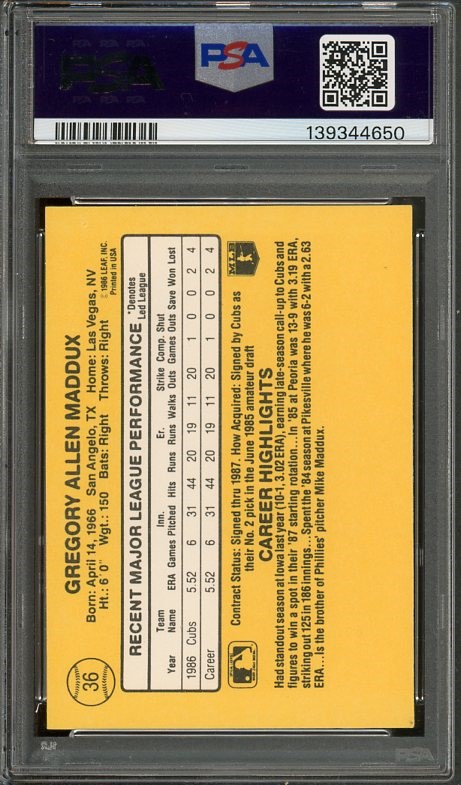 PSA
PSA
139344650
36
GREGORY ALLEN MADDUX
Born: April 14, 1966 San Angelo, TX Home: Las Vegas, NV
Ht.: 6'0" Wgt.: 150 Bats: Right Throws: Right
© 1986 LEAF, INC.
Printed in USA
RECENT MAJOR LEAGUE PERFORMANCE
*Denotes
Led League
Team Inn. Er. Strike Comp. Shut
Year Name ERA Games Pitched Hits Runs Runs Walks Outs Games Outs Save Won Lost
1986 Cubs 5.52 6 31 44 20 19 11 20 1 0 0 2 4
Career 5.52 6 31 44 20 19 11 20 1 0 0 2 4
Contract Status: Signed thru 1987. How Acquired: Signed by Cubs as
their No. 2 pick in the June 1985 amateur draft
MLB
CAREER HIGHLIGHTS
Had standout season at Iowa last year (10-1, 3.02 ERA), earning late-season call-up to Cubs and
figures to win a spot in their '87 starting rotation...In '85 at Peoria was 13-9 with 3.19 ERA,
striking out 125 in 186 innings...Spent the '84 season at Pikesville where he was 6-2 with a 2.63
ERA...Is the brother of Phillies' pitcher Mike Maddux.
PSA